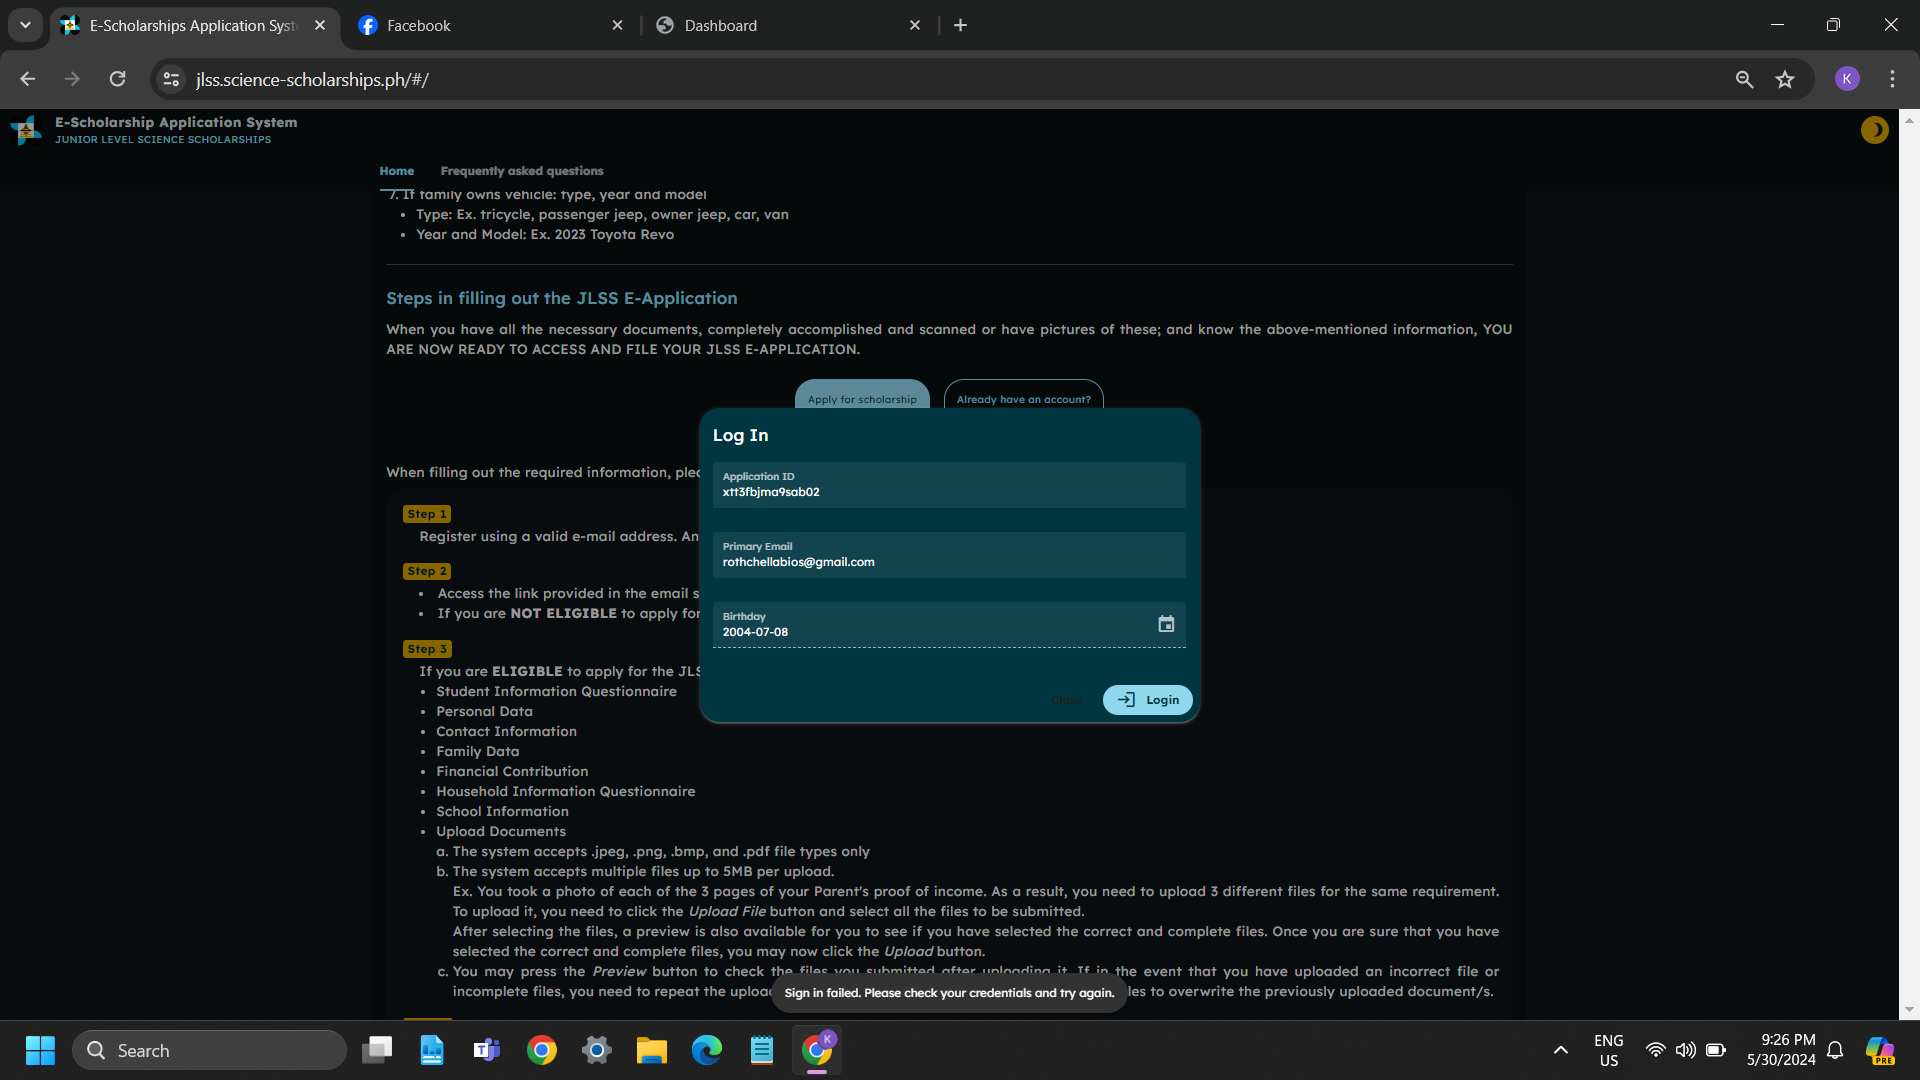 E-Scholarships Application Syst
Facebook
Dashboard
jlss.science-scholarships.ph/#/
K
E-Scholarship Application System
JUNIOR LEVEL SCIENCE SCHOLARSHIPS
Home
Frequently asked questions
7. If family owns vehicle: type, year and model
• Type: Ex. tricycle, passenger jeep, owner jeep, car, van
• Year and Model: Ex. 2023 Toyota Revo
Steps in filling out the JLSS E-Application
When you have all the necessary documents, completely accomplished and scanned or have pictures of these; and know the above-mentioned information, YOU
ARE NOW READY TO ACCESS AND FILE YOUR JLSS E-APPLICATION.
Apply for scholarship
Already have an account?
Log In
Application ID
xtt3fbjma9sab02
Primary Email
rothchellabios@gmail.com
Birthday
2004-07-08
Close
Login
When filling out the required information, plea
Step 1
Register using a valid e-mail address. An
Step 2
• Access the link provided in the email s
• If you are NOT ELIGIBLE to apply for
Step 3
If you are ELIGIBLE to apply for the JLS
• Student Information Questionnaire
• Personal Data
• Contact Information
• Family Data
• Financial Contribution
• Household Information Questionnaire
• School Information
• Upload Documents
a. The system accepts .jpeg, .png, .bmp, and .pdf file types only
b. The system accepts multiple files up to 5MB per upload.
Ex. You took a photo of each of the 3 pages of your Parent's proof of income. As a result, you need to upload 3 different files for the same requirement.
To upload it, you need to click the Upload File button and select all the files to be submitted.
After selecting the files, a preview is also available for you to see if you have selected the correct and complete files. Once you are sure that you have
selected the correct and complete files, you may now click the Upload button.
c. You may press the Preview button to check the files you submitted after uploading it. If in the event that you have uploaded an incorrect file or
incomplete files, you need to repeat the uploa les to overwrite the previously uploaded document/s.
Sign in failed. Please check your credentials and try again.
Search
K
ENG
US
9:26 PM
5/30/2024
PRE